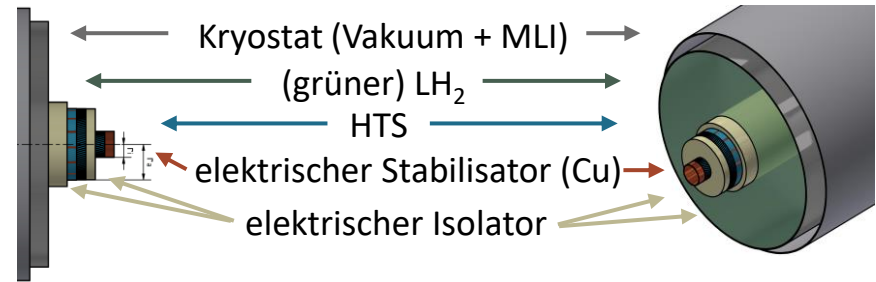 Kryostat (Vakuum + MLI)
(grüner) LH₂
HTS
elektrischer Stabilisator (Cu)
elektrischer Isolator